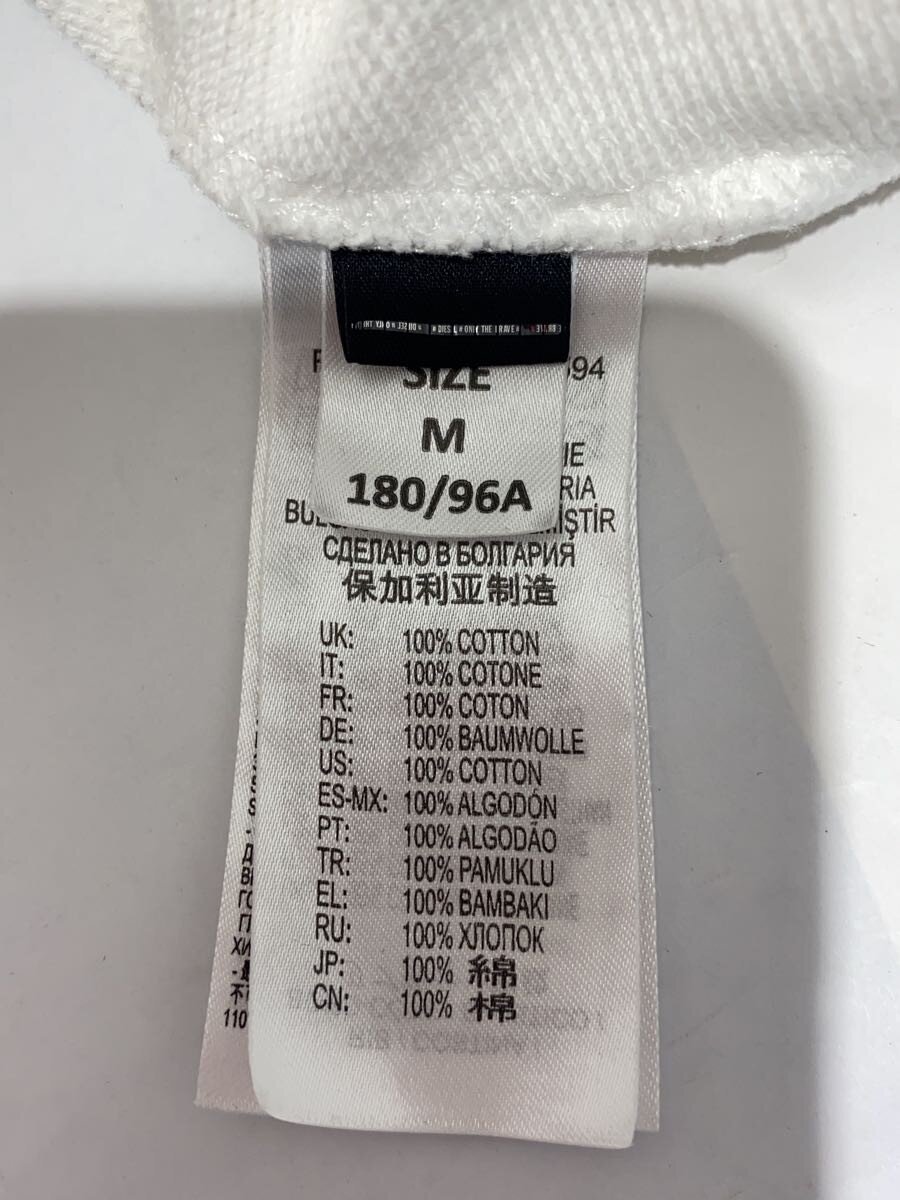 SIZE
M
180/96A
594
СДЕЛАНО В БОЛГАРИЯ
保加利亚制造
UK: 100% COTTON
IT: 100% COTONE
FR: 100% COTON
DE: 100% BAUMWOLLE
US: 100% COTTON
ES-MX: 100% ALGODÓN
PT: 100% ALGODÃO
TR: 100% PAMUKLU
EL: 100% BAMBAKI
RU: 100% ХЛОПОК
JP: 100% 綿
CN: 100% 棉
110